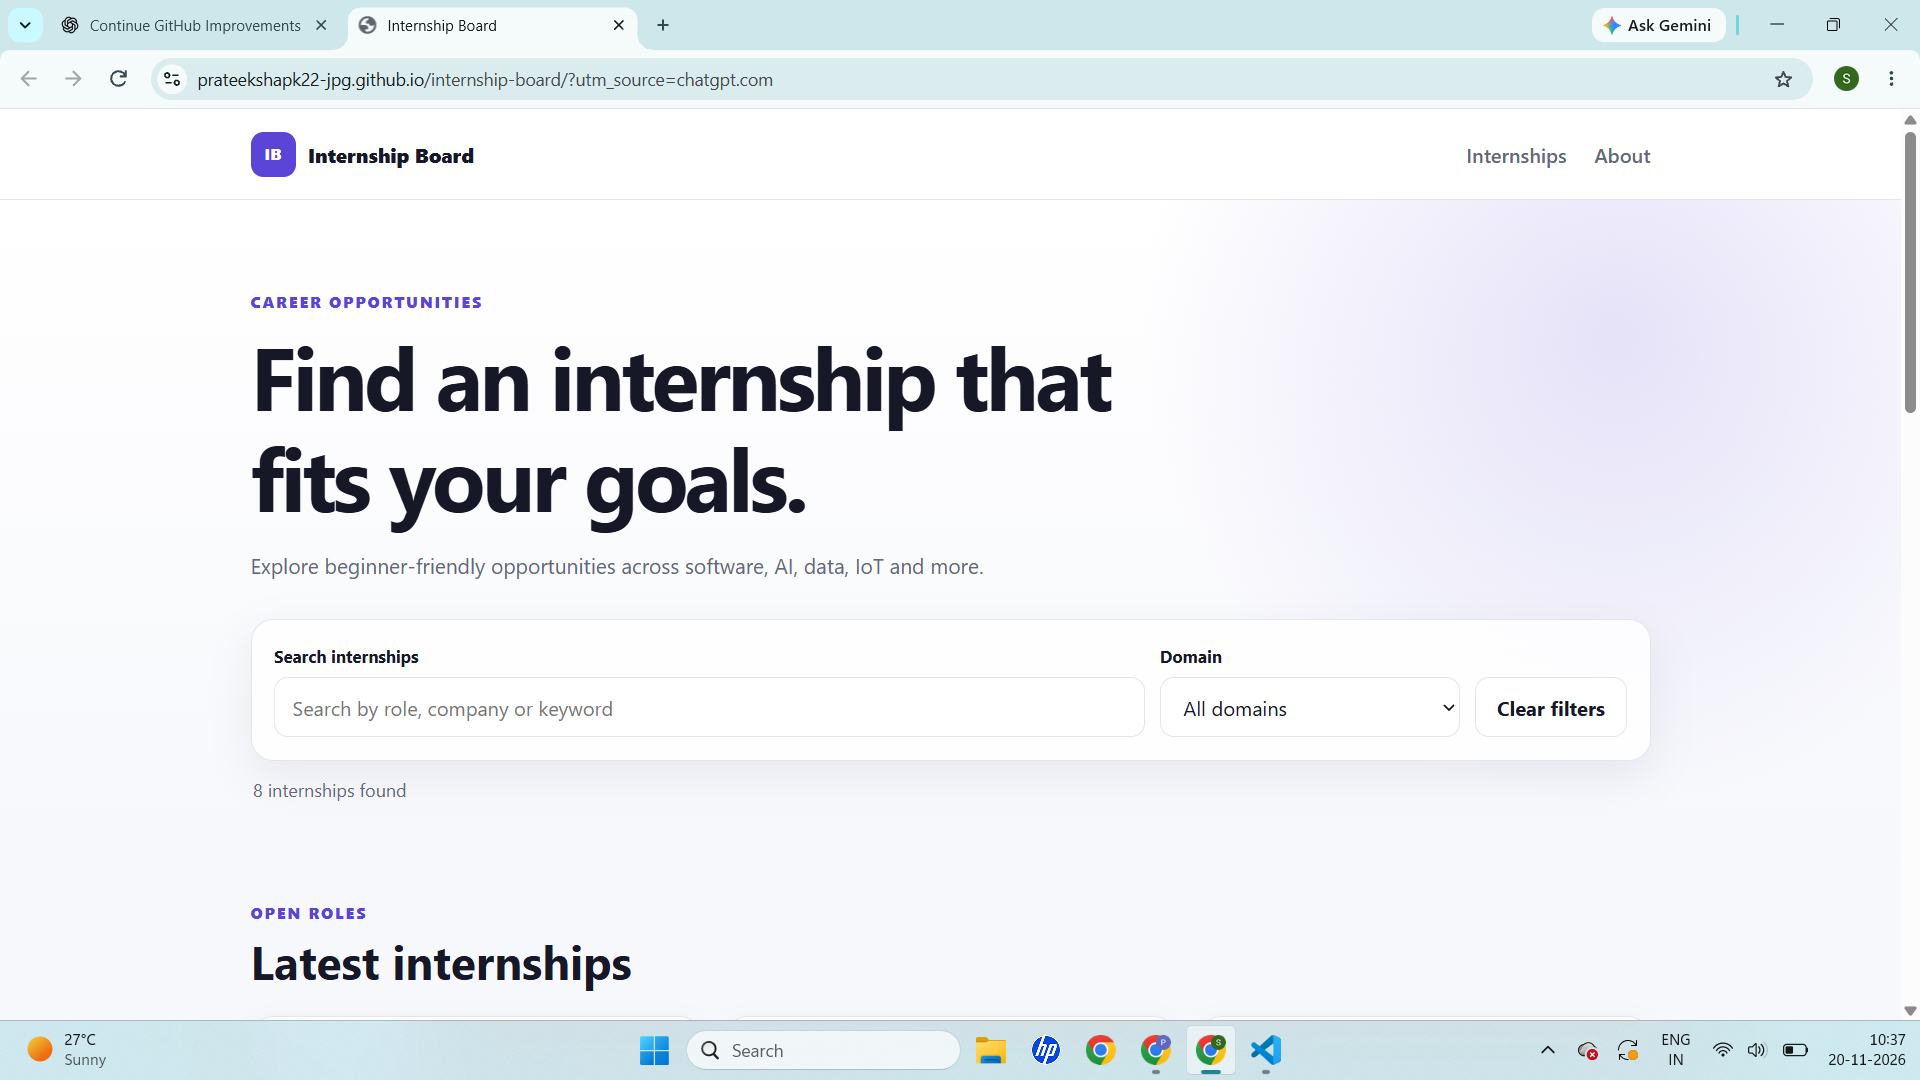 Continue GitHub Improvements
Internship Board
Ask Gemini
prateekshapk22-jpg.github.io/internship-board/?utm_source=chatgpt.com
S
IB
Internship Board
Internships
About
CAREER OPPORTUNITIES
Find an internship that
fits your goals.
Explore beginner-friendly opportunities across software, AI, data, IoT and more.
Search internships
Domain
Search by role, company or keyword
All domains
Clear filters
8 internships found
OPEN ROLES
Latest internships
27°C
Sunny
Search
hp
P
S
ENG
IN
10:37
20-11-2026